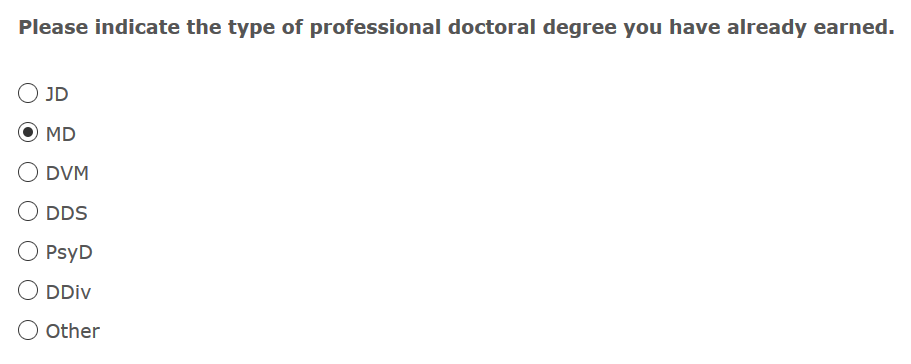 Please indicate the type of professional doctoral degree you have already earned.
JD
MD
DVM
DDS
PsyD
DDiv
Other